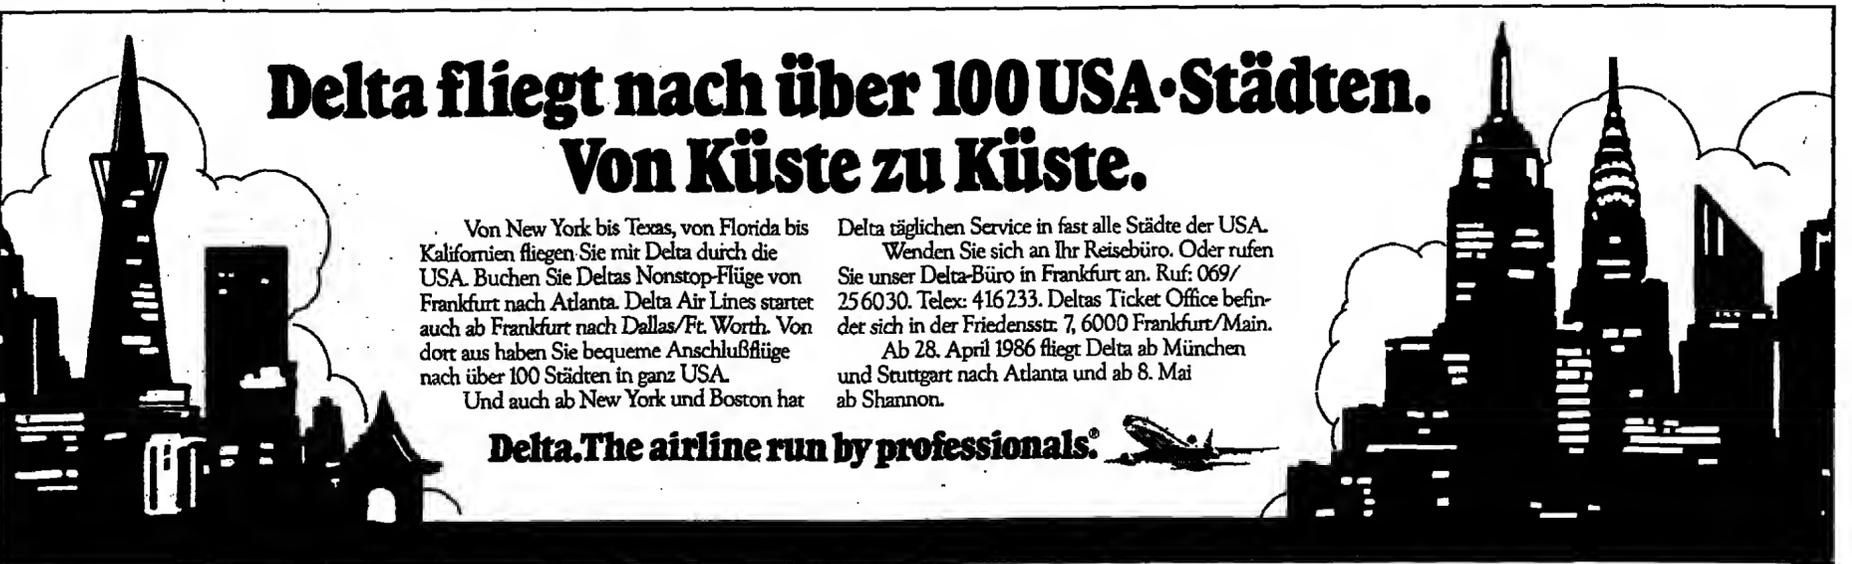 Delta fliegt nach über 100 USA·Städten.
Von Küste zu Küste.
Von New York bis Texas, von Florida bis
Kalifornien fliegen Sie mit Delta durch die
USA. Buchen Sie Deltas Nonstop-Flüge von
Frankfurt nach Atlanta. Delta Air Lines startet
auch ab Frankfurt nach Dallas/Ft. Worth. Von
dort aus haben Sie bequeme Anschlußflüge
nach über 100 Städten in ganz USA.
Und auch ab New York und Boston hat
Delta täglichen Service in fast alle Städte der USA.
Wenden Sie sich an Ihr Reisebüro. Oder rufen
Sie unser Delta-Büro in Frankfurt an. Ruf: 069/
256030. Telex: 416233. Deltas Ticket Office befin-
det sich in der Friedensstr. 7, 6000 Frankfurt/Main.
Ab 28. April 1986 fliegt Delta ab München
und Stuttgart nach Atlanta und ab 8. Mai
ab Shannon.
Delta. The airline run by professionals.®